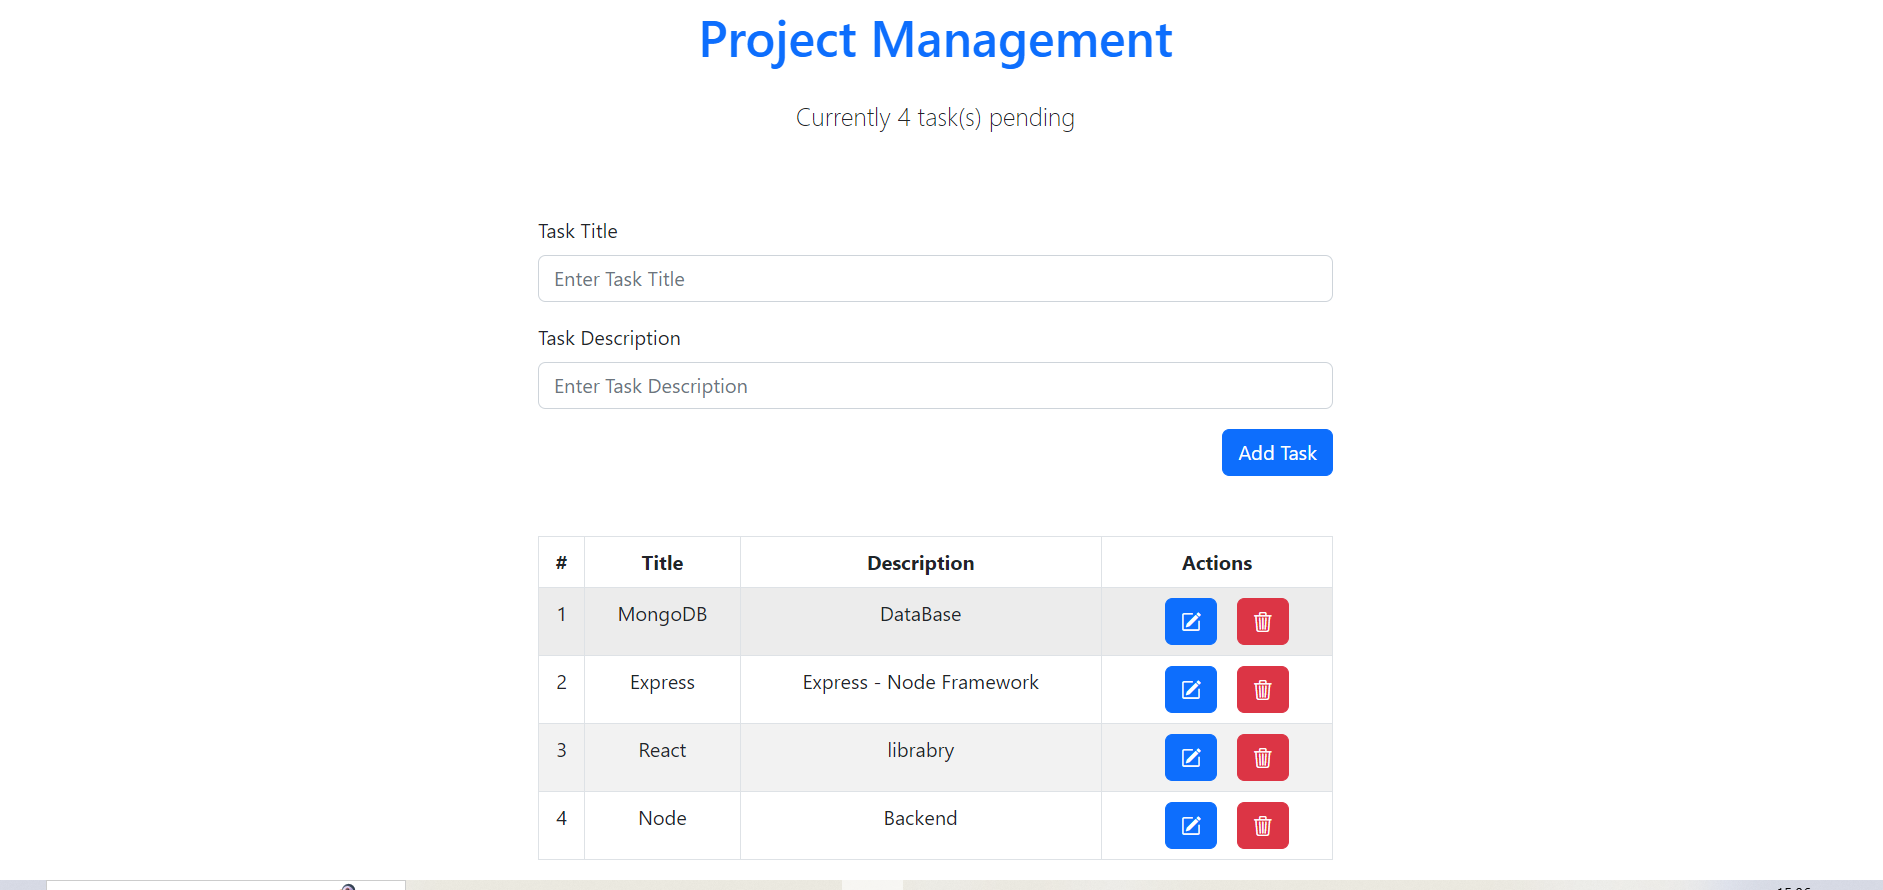 Project Management
Currently 4 task(s) pending
Task Title
Enter Task Title
Task Description
Enter Task Description
Add Task
# Title Description Actions
1 MongoDB DataBase
2 Express Express - Node Framework
3 React librabry
4 Node Backend